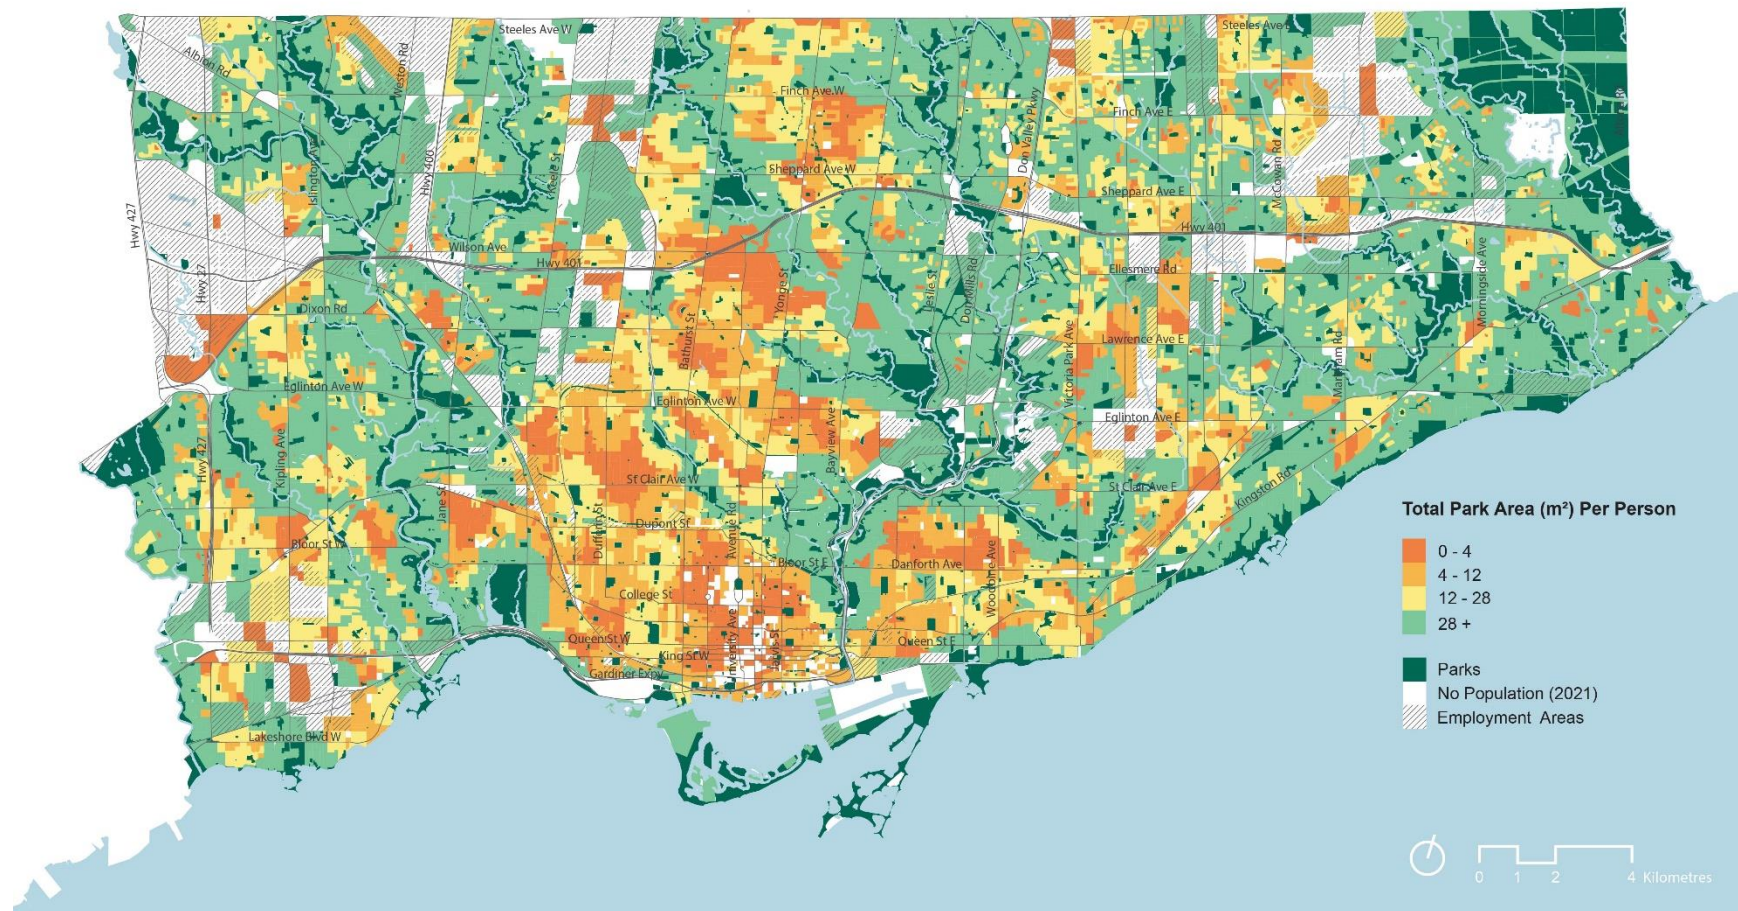 Steeles Ave W
Steeles Ave E
Albion Rd
Weston Rd
Finch Ave W
Finch Ave E
Don Valley Pkwy
Islington Ave
Hwy 400
Keele St
Sheppard Ave W
Sheppard Ave E
McCowan Rd
Hwy 427
Wilson Ave
Hwy 401
Hwy 401
Hwy 27
Ellesmere Rd
Dixon Rd
Bathurst St
Yonge St
Leslie St
Don Mills Rd
Victoria Park Ave
Lawrence Ave E
Markham Rd
Morningside Ave
Eglinton Ave W
Eglinton Ave W
Eglinton Ave E
Hwy 427
Kipling Ave
Bayview Ave
Jane St
St Clair Ave W
St Clair Ave E
Kingston Rd
Dufferin St
Dupont St
Avenue Rd
Bloor St W
Bloor St E
Danforth Ave
Woodbine Ave
College St
Queen St W
University Ave
Jarvis St
Queen St E
King St W
Gardiner Expy
Lakeshore Blvd W
Total Park Area (m²) Per Person
0 - 4
4 - 12
12 - 28
28 +
Parks
No Population (2021)
Employment Areas
0 1 2 4 Kilometres